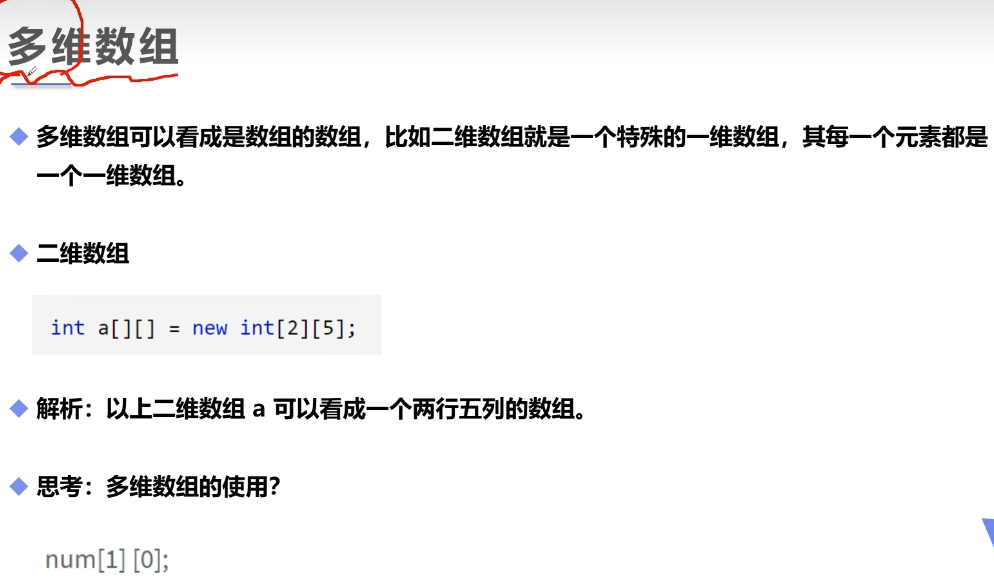 多维数组
多维数组可以看成是数组的数组，比如二维数组就是一个特殊的一维数组，其每一个元素都是
一个一维数组。
二维数组
int a[][] = new int[2][5];
解析：以上二维数组 a 可以看成一个两行五列的数组。
思考：多维数组的使用？
num[1] [0];